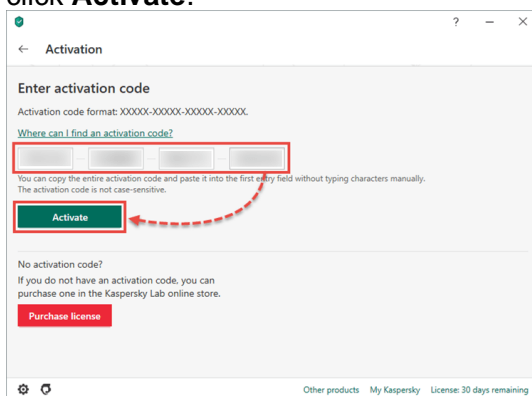 click Activate.
?
← Activation
Enter activation code
Activation code format: XXXXX-XXXXX-XXXXX-XXXXX.
Where can I find an activation code?
You can copy the entire activation code and paste it into the first entry field without typing characters manually.
The activation code is not case-sensitive.
Activate
No activation code?
If you do not have an activation code, you can
purchase one in the Kaspersky Lab online store.
Purchase license
Other products My Kaspersky License: 30 days remaining